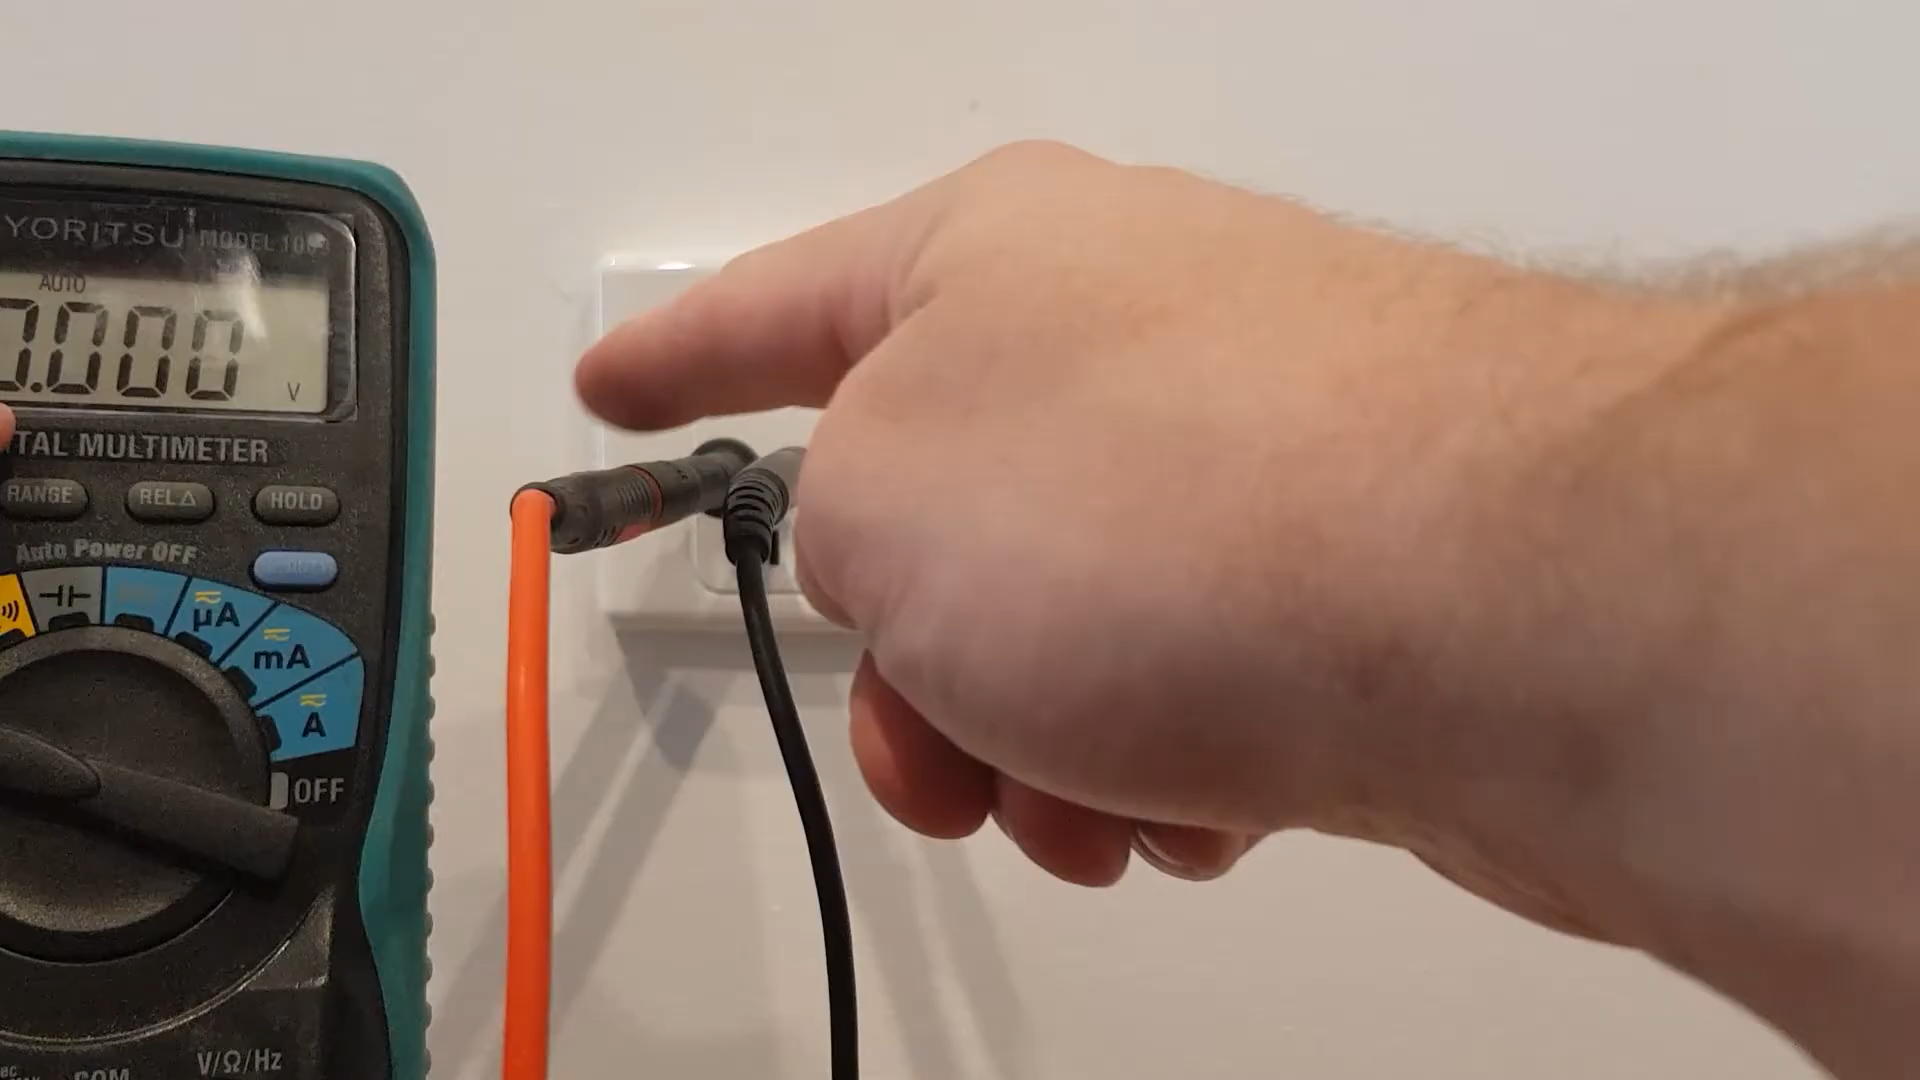 YORITSU MODEL 10
AUTO
0.000
V
TAL MULTIMETER
RANGE REL△ HOLD
Auto Power OFF
μA
mA
A
OFF
V/Ω/Hz
COM